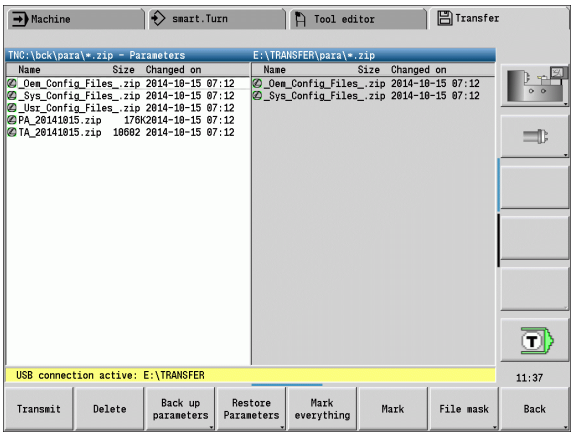 Machine
smart.Turn
Tool editor
Transfer
TNC:\bck\para\*.zip - Parameters
E:\TRANSFER\para\*.zip
Name Size Changed on
Name Size Changed on
_Oem_Config_Files_.zip 2014-10-15 07:12
_Oem_Config_Files_.zip 2014-10-15 07:12
_Sys_Config_Files_.zip 2014-10-15 07:12
_Sys_Config_Files_.zip 2014-10-15 07:12
_Usr_Config_Files_.zip 2014-10-15 07:12
PA_20141015.zip 176K2014-10-15 07:12
TA_20141015.zip 10602 2014-10-15 07:12
T
USB connection active: E:\TRANSFER
11:37
Transmit
Delete
Back up
parameters
Restore
Parameters
Mark
everything
Mark
File mask
Back